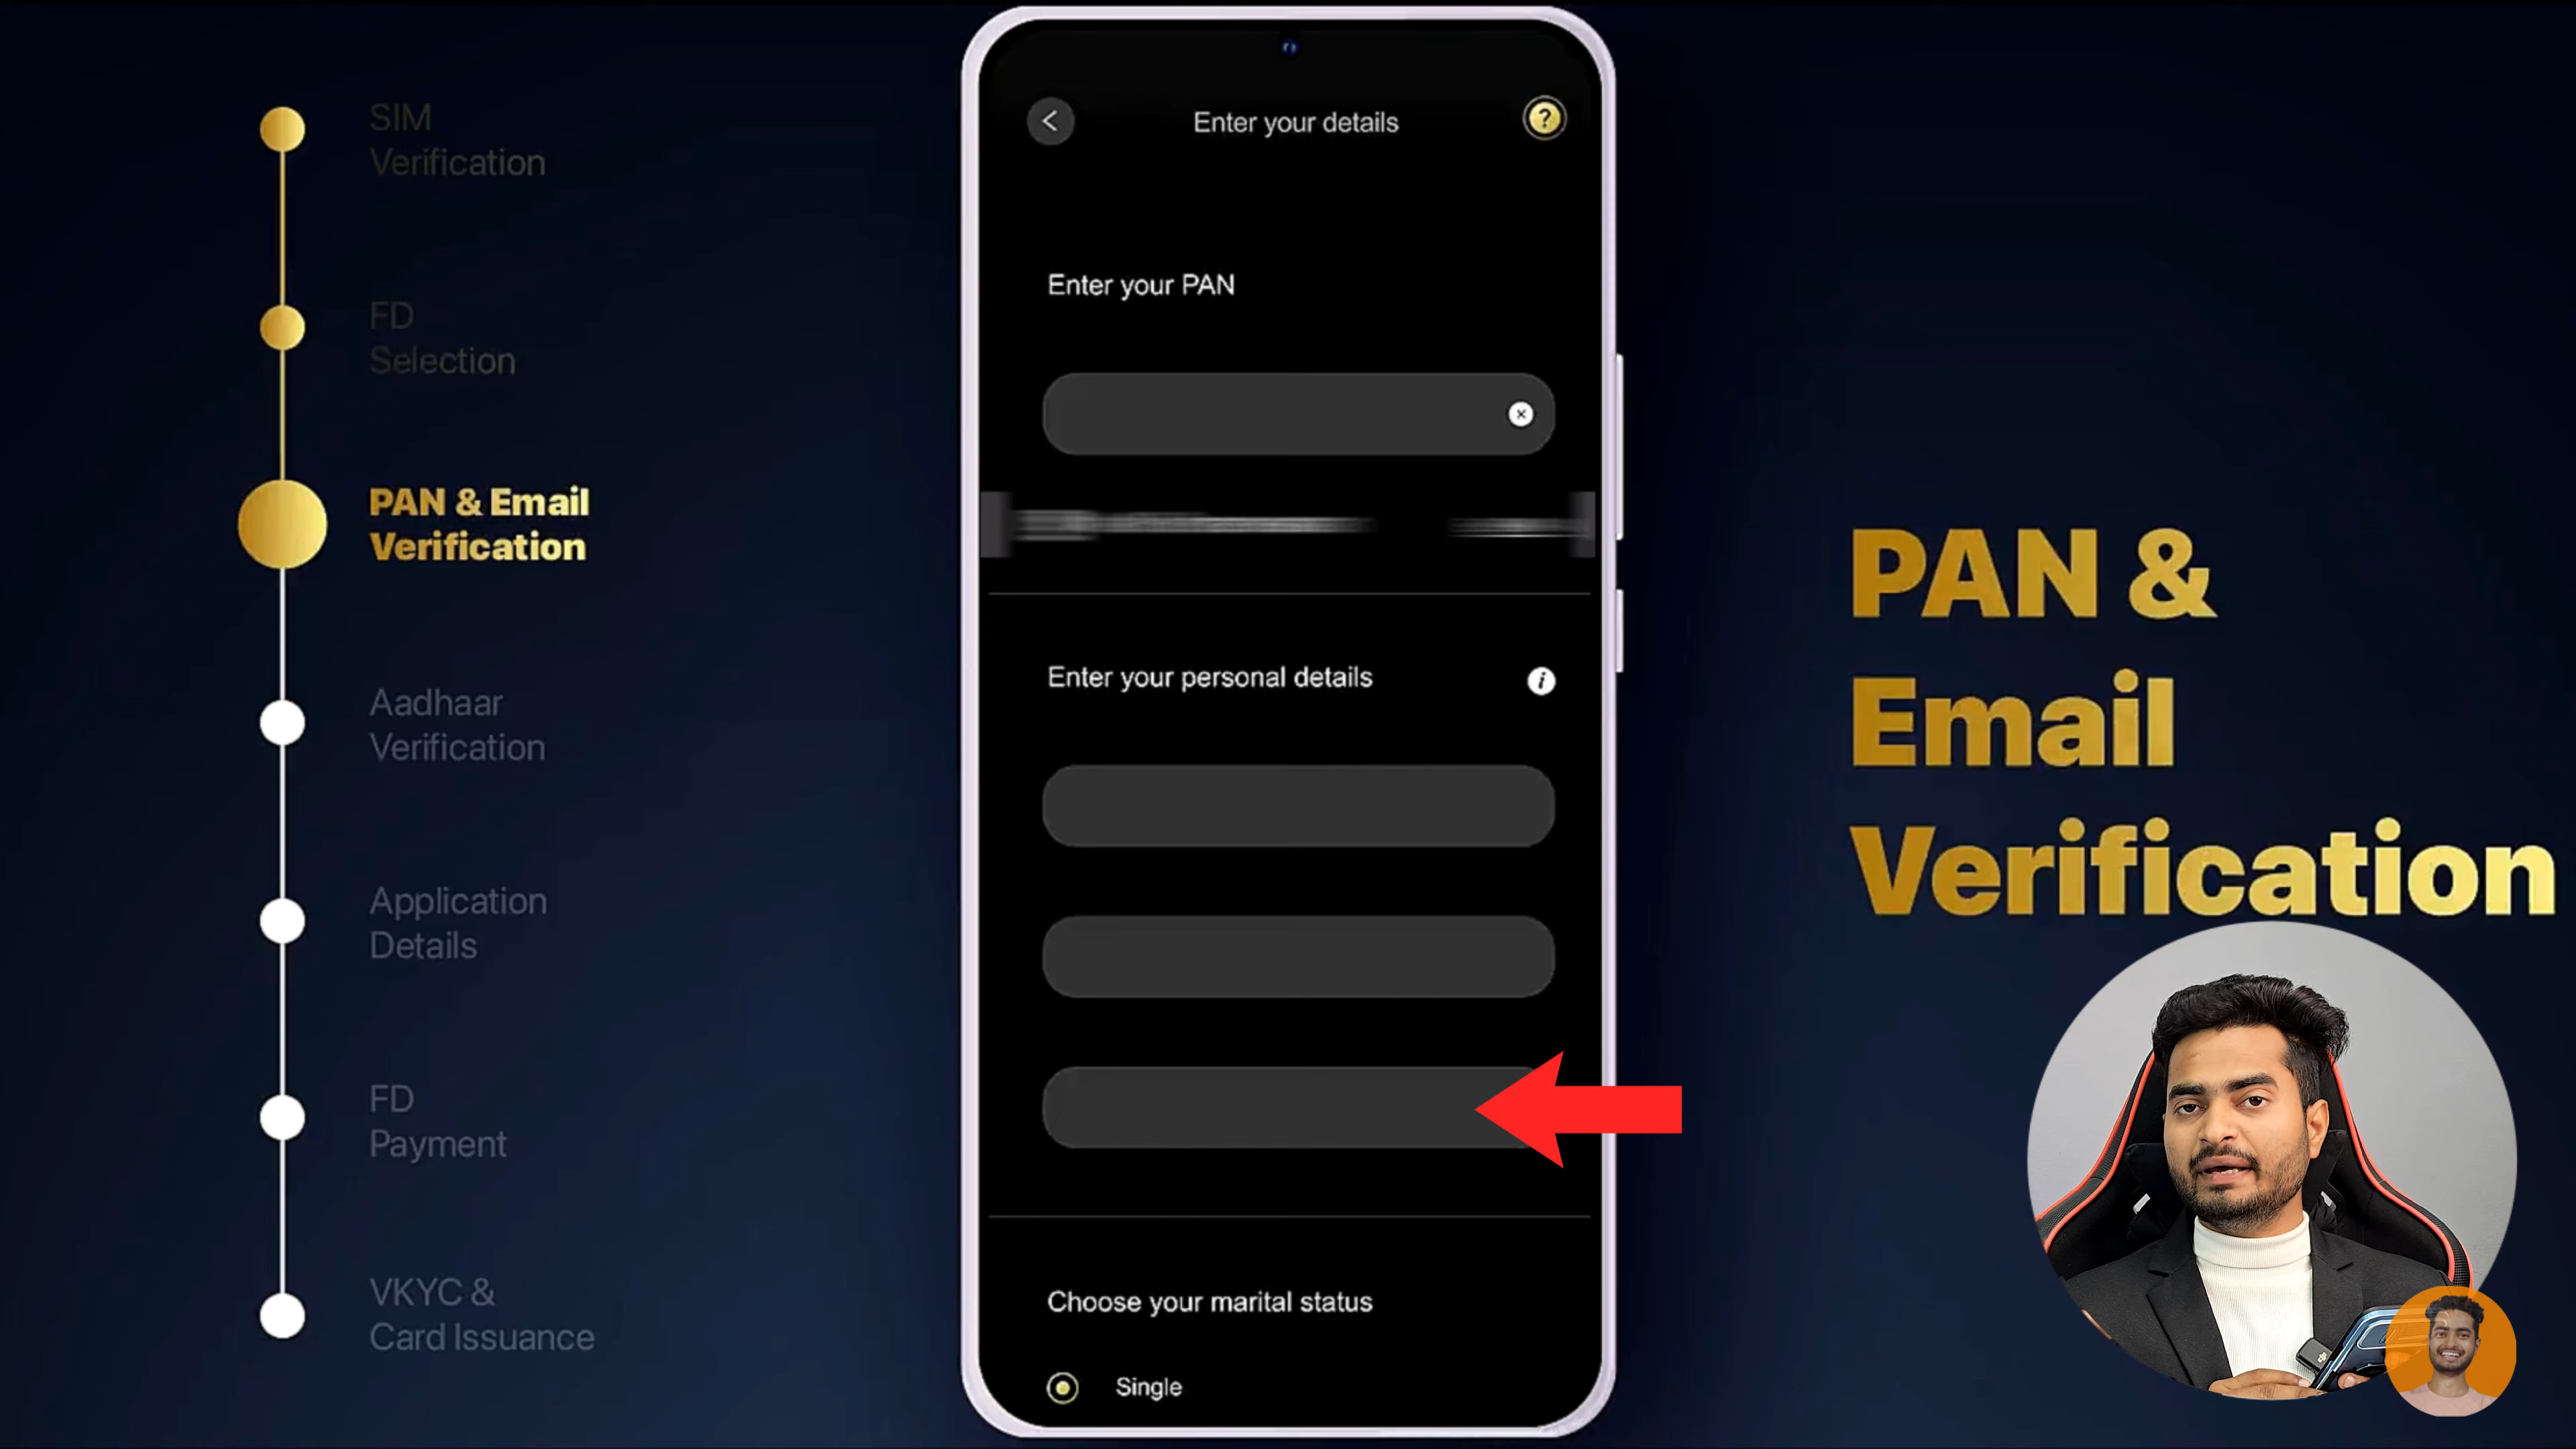 SIM
Verification
FD
Selection
PAN & Email
Verification
Aadhaar
Verification
Application
Details
FD
Payment
VKYC &
Card Issuance
Enter your details
?
Enter your PAN
Enter your personal details
i
Choose your marital status
Single
PAN &
Email
Verification